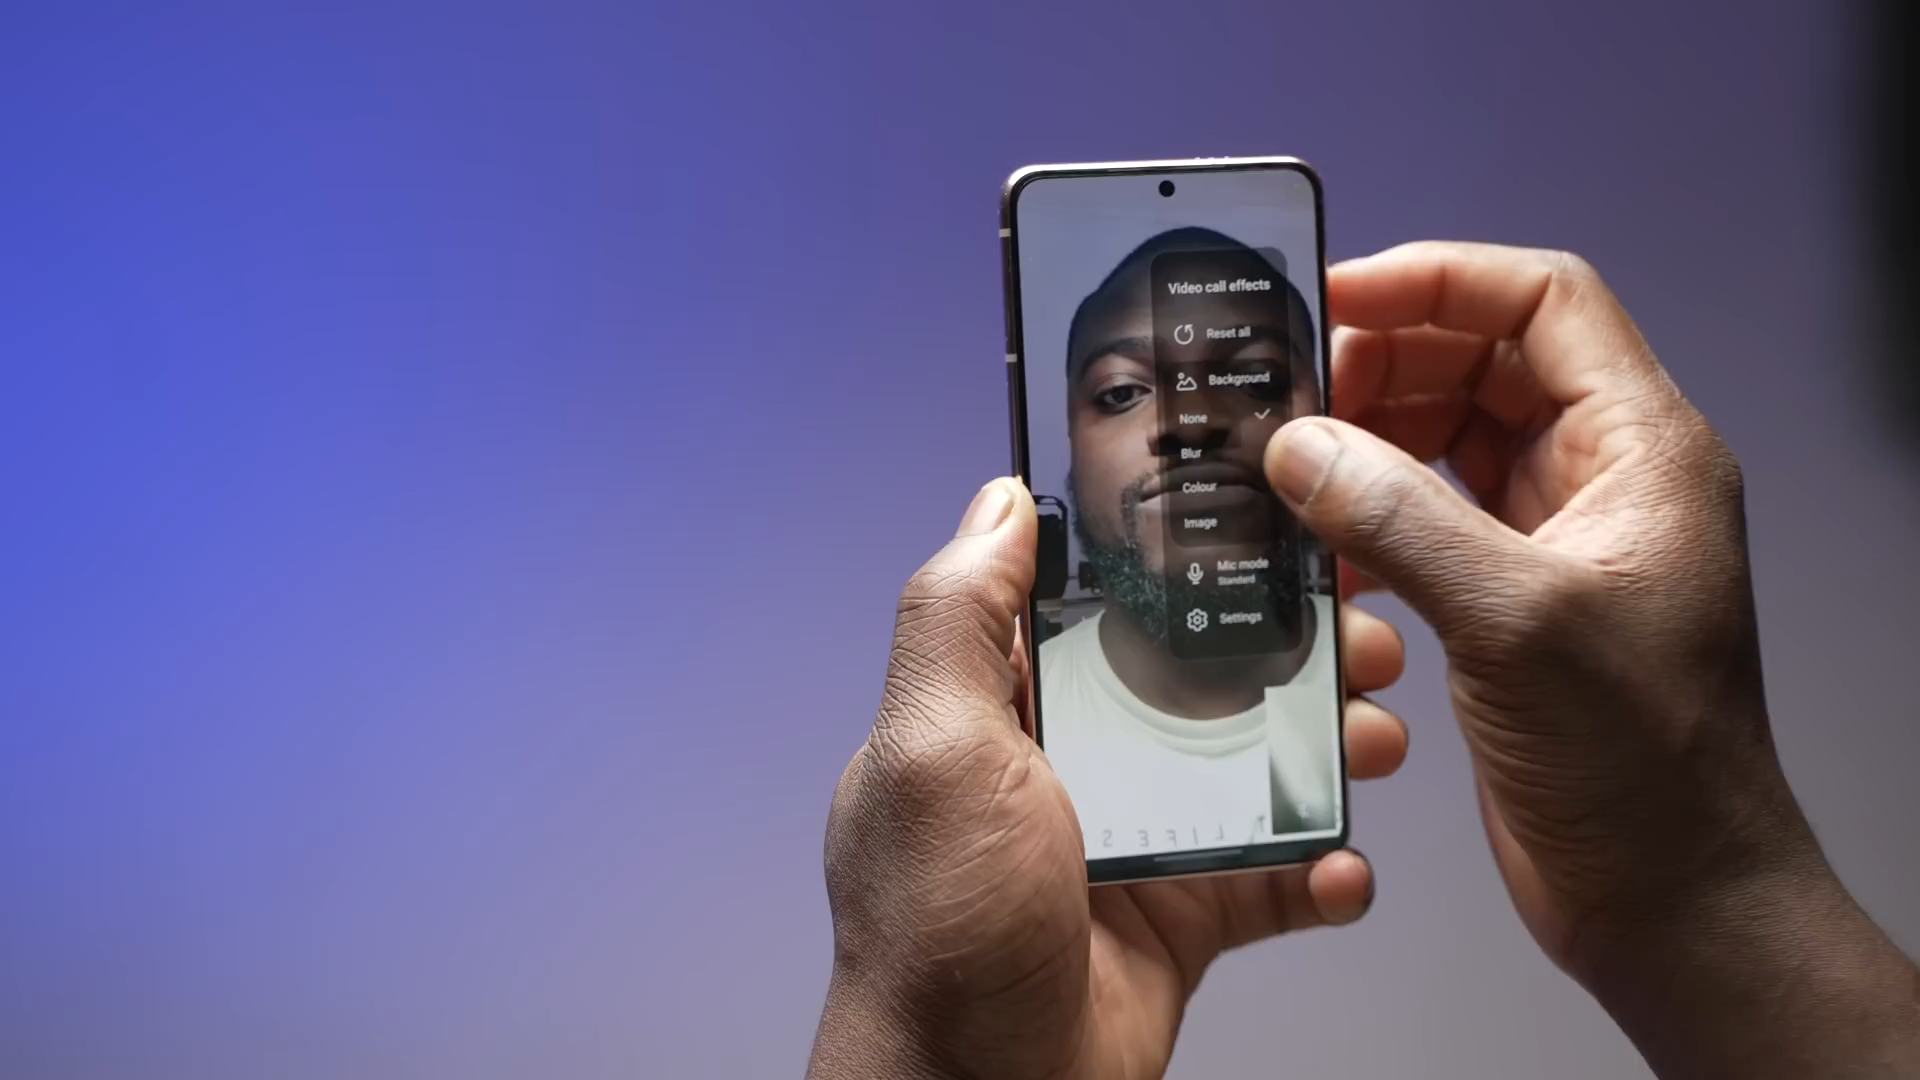 Video call effects
Reset all
Background
None
Blur
Colour
Image
Mic mode
Standard
Settings